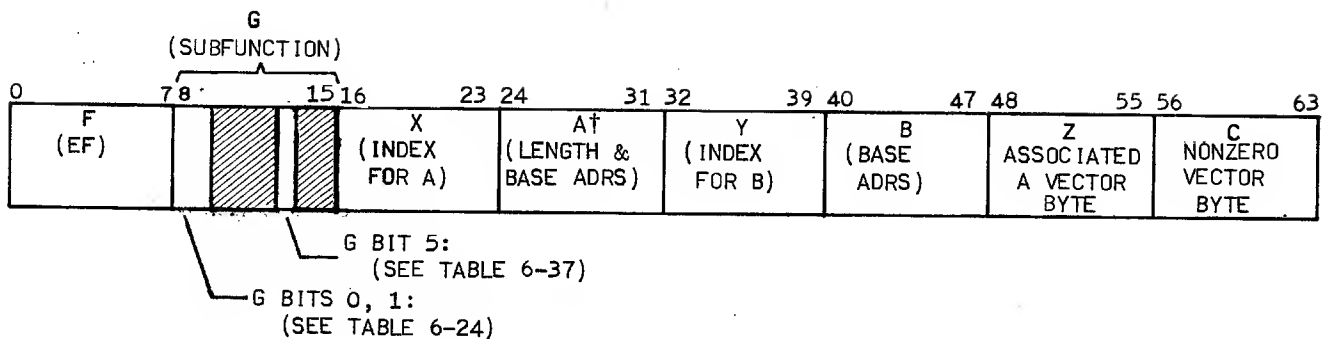 G
(SUBFUNCTION)
0 7 8 15 16 23 24 31 32 39 40 47 48 55 56 63
F X A† Y B Z C
(EF) (INDEX (LENGTH & (INDEX (BASE ASSOCIATED NONZERO
FOR A) BASE ADRS) FOR B) ADRS) A VECTOR VECTOR
BYTE BYTE
G BIT 5:
(SEE TABLE 6-37)
G BITS 0, 1:
(SEE TABLE 6-24)